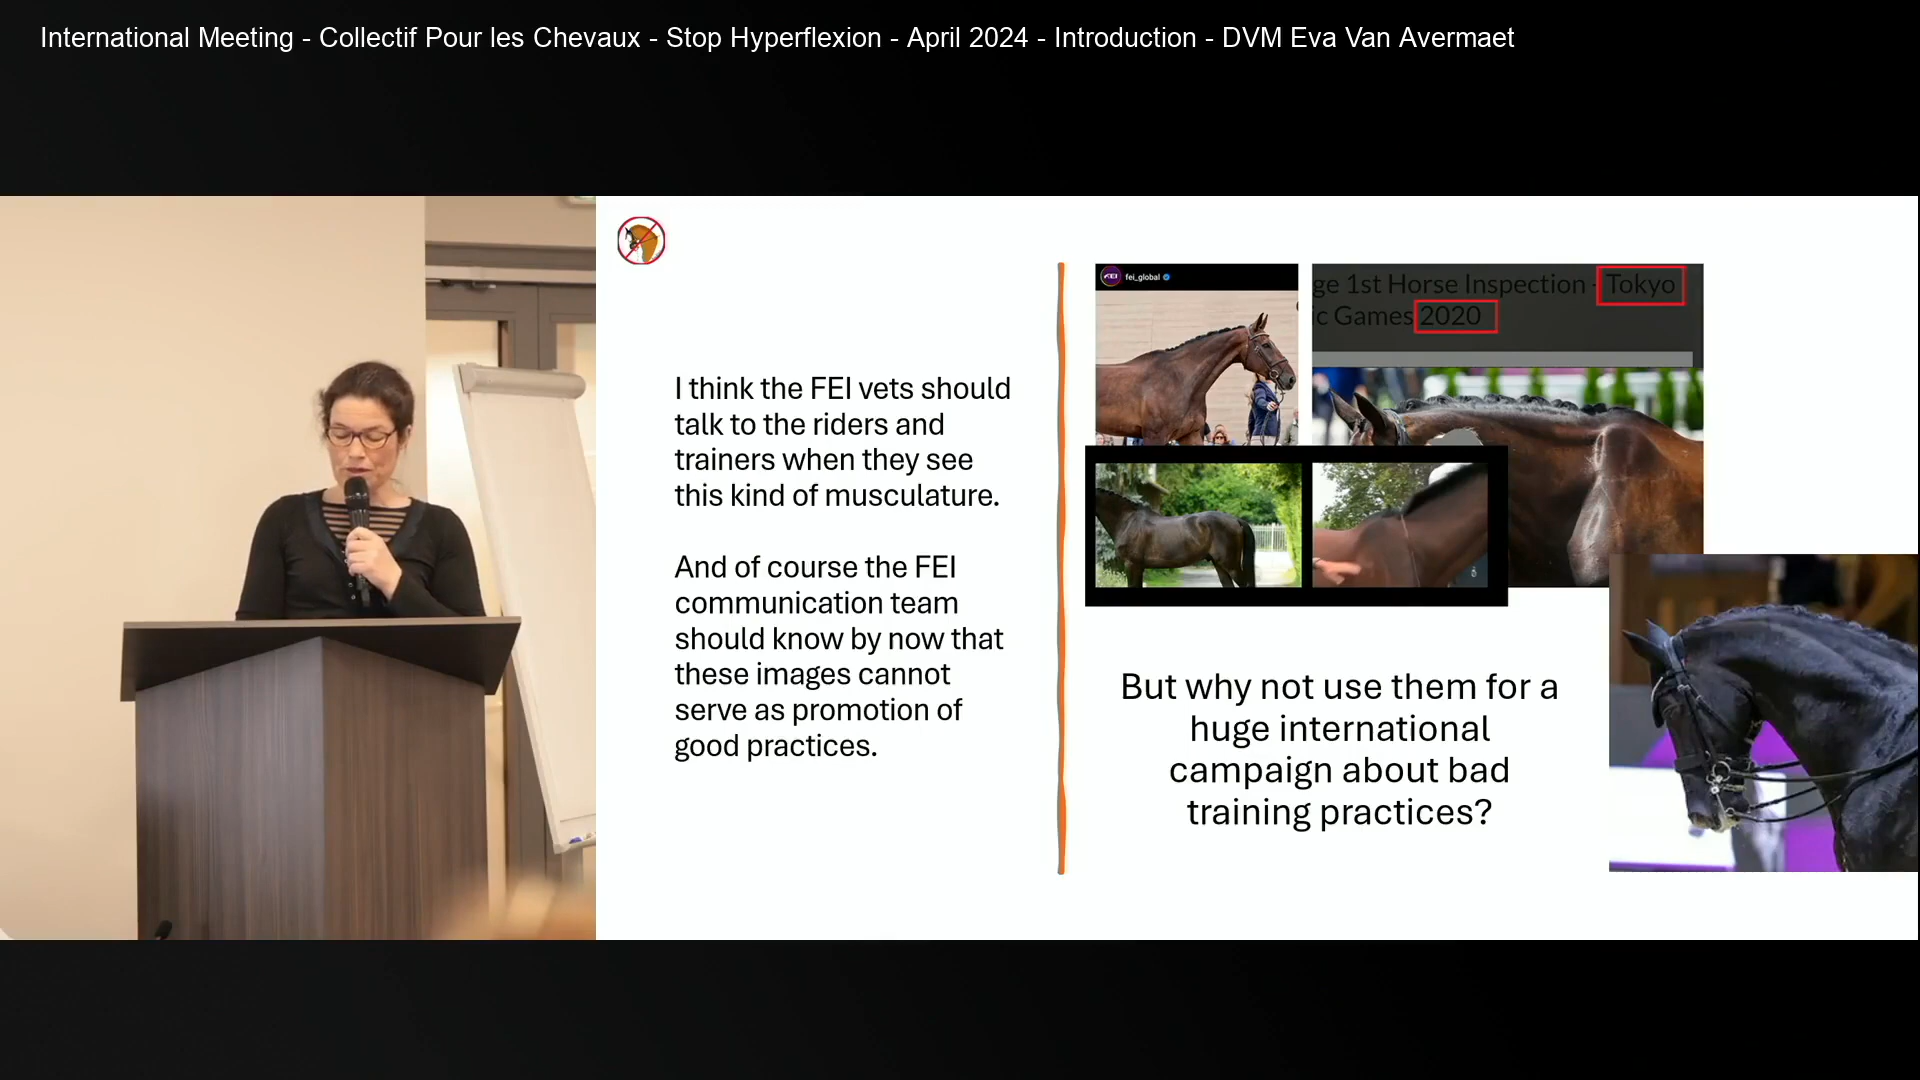 International Meeting - Collectif Pour les Chevaux - Stop Hyperflexion - April 2024 - Introduction - DVM Eva Van Avermaet
I think the FEI vets should
talk to the riders and
trainers when they see
this kind of musculature.
And of course the FEI
communication team
should know by now that
these images cannot
serve as promotion of
good practices.
FEI fei_global
ge 1st Horse Inspection - Tokyo
ic Games 2020
But why not use them for a
huge international
campaign about bad
training practices?